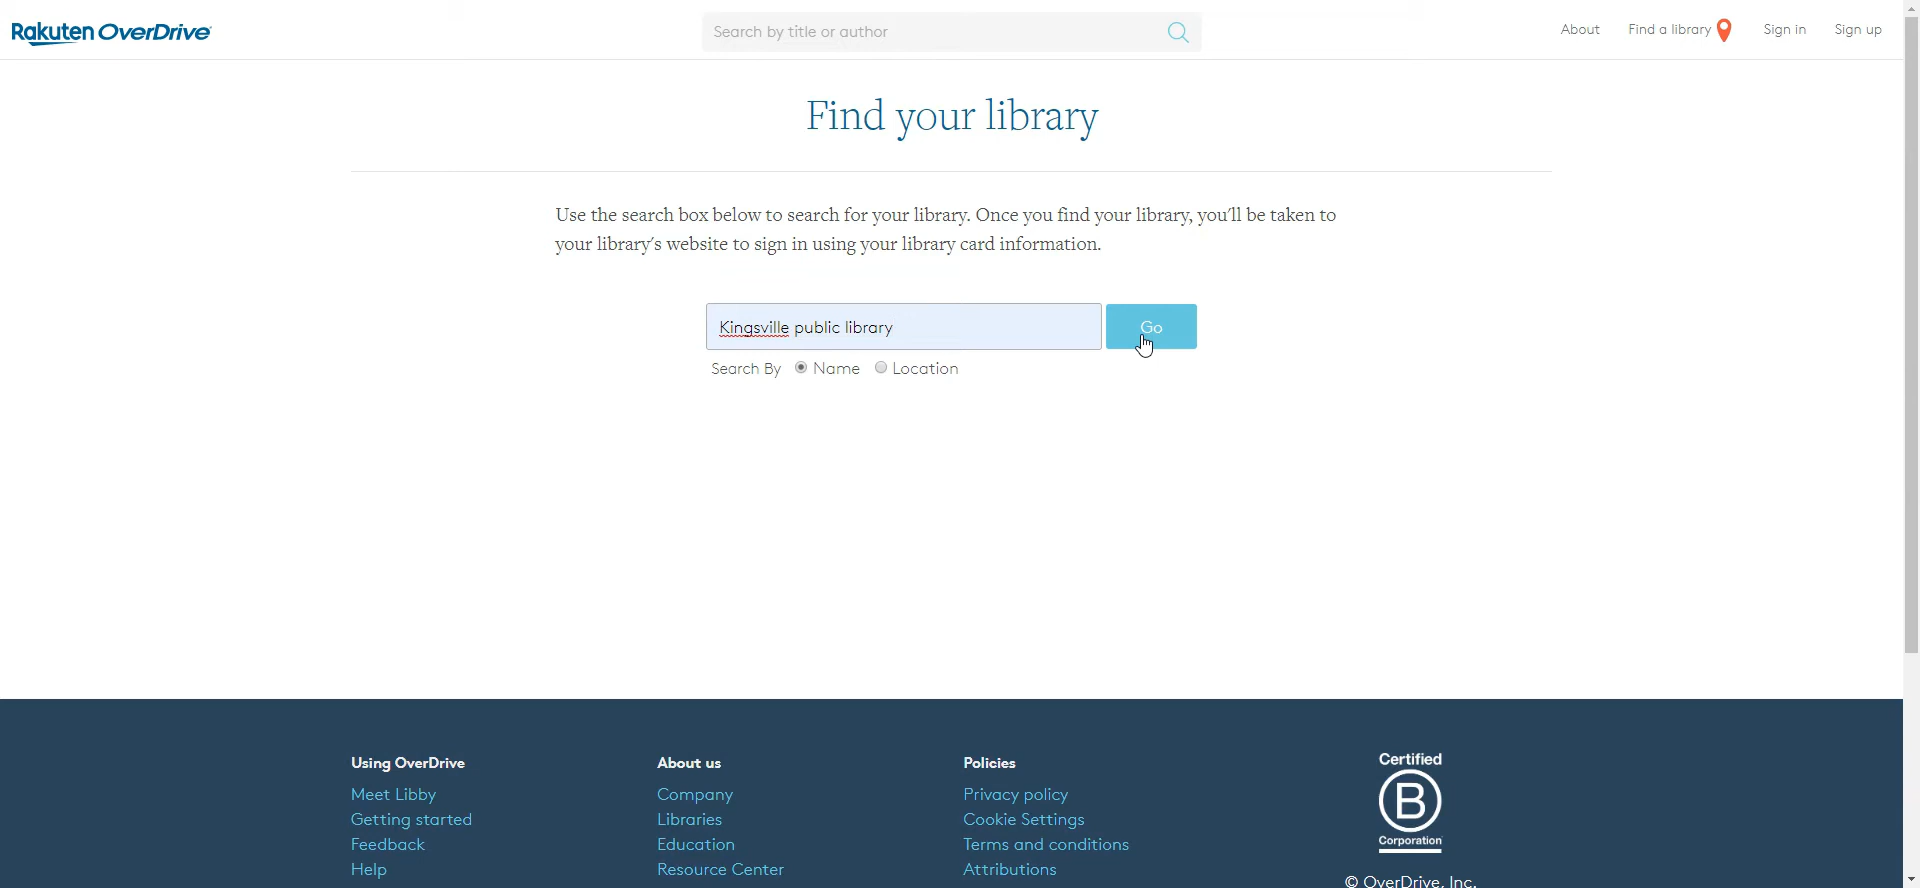 Rakuten OverDrive
Search by title or author
About
Find a library
Sign in
Sign up
Find your library
Use the search box below to search for your library. Once you find your library, you'll be taken to
your library's website to sign in using your library card information.
Kingsville public library
Go
Search By Name Location
Using OverDrive
Meet Libby
Getting started
Feedback
Help
About us
Company
Libraries
Education
Resource Center
Policies
Privacy policy
Cookie Settings
Terms and conditions
Attributions
Certified
B
Corporation
© OverDrive, Inc.